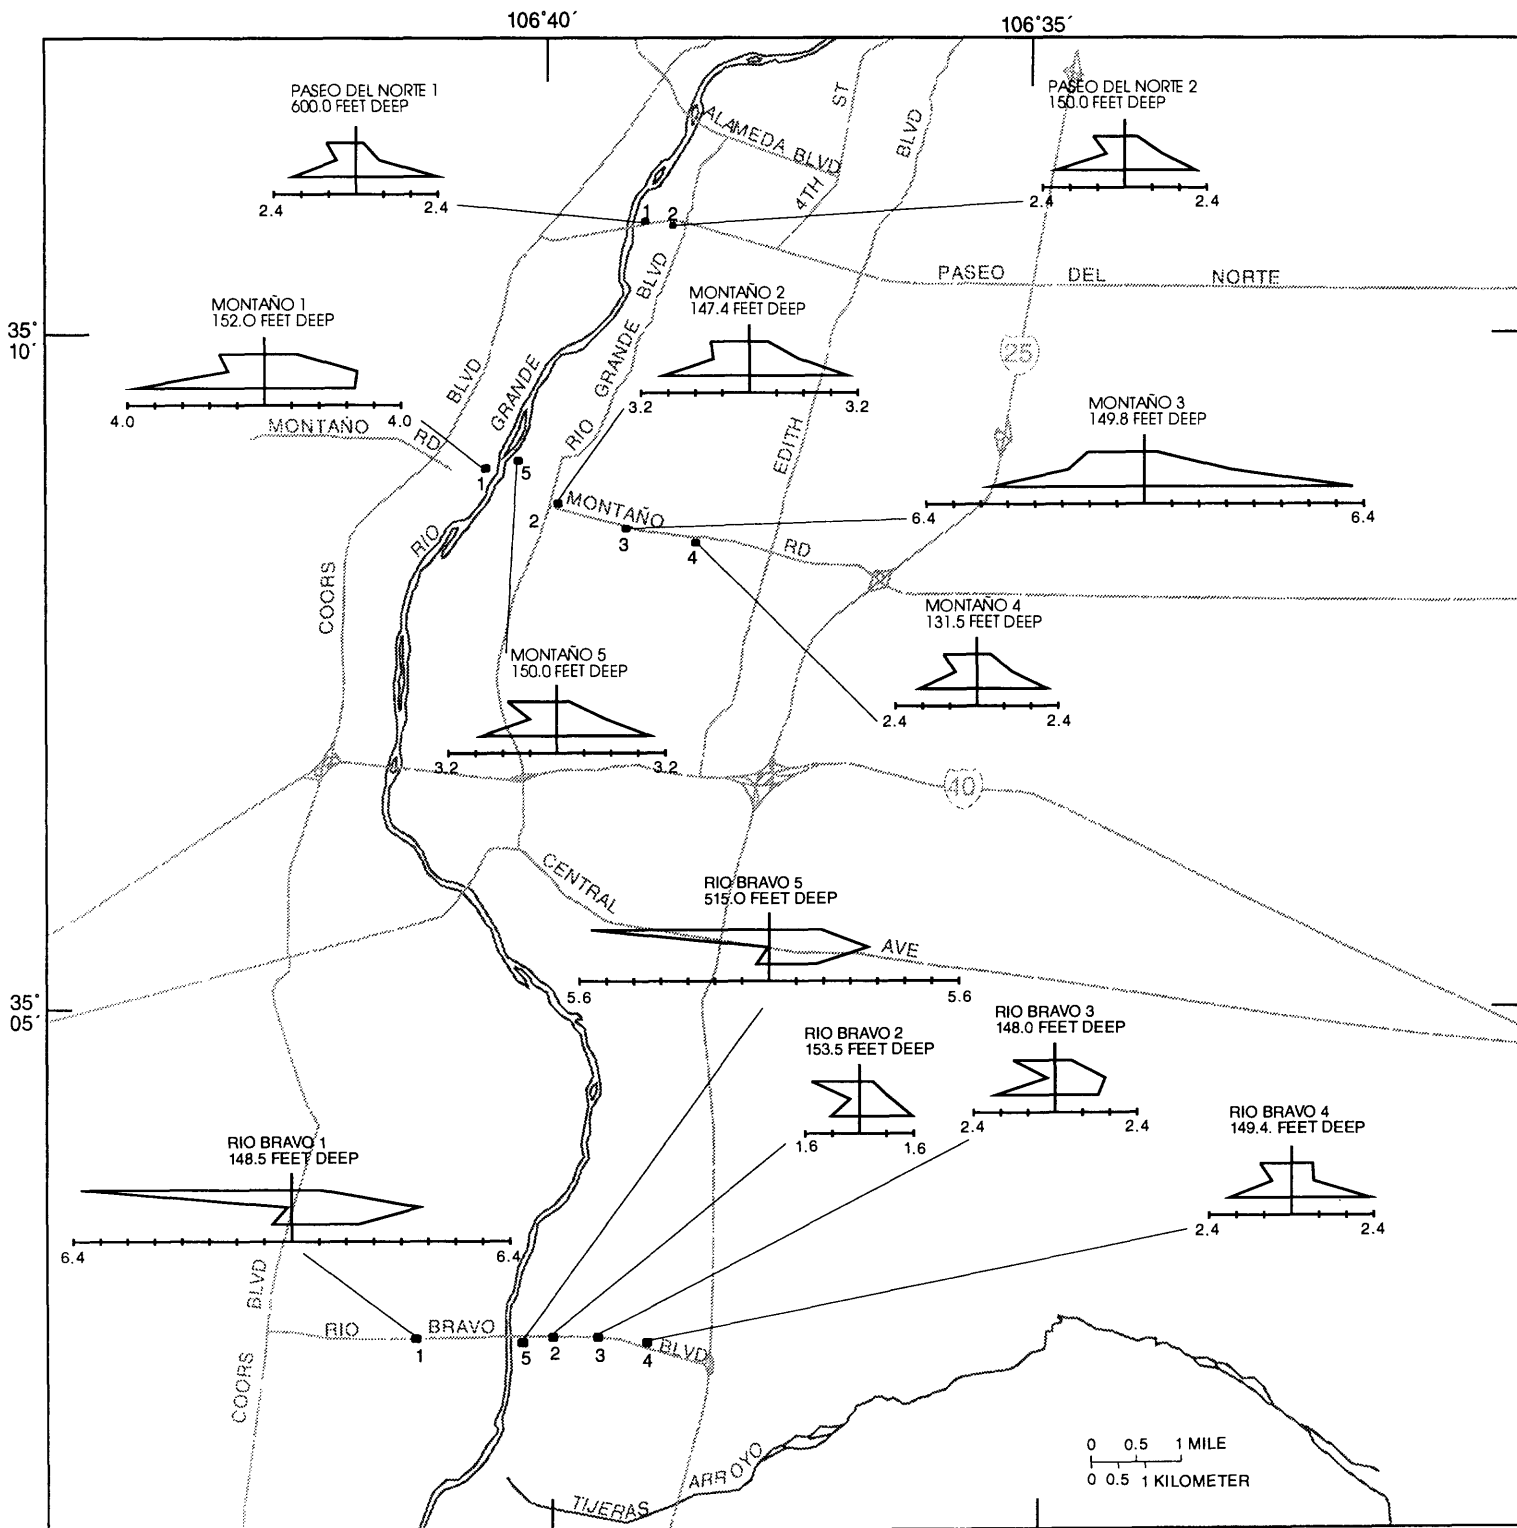 106°40´
106°35´
PASEO DEL NORTE 1
600.0 FEET DEEP
2.4
2.4
PASEO DEL NORTE 2
150.0 FEET DEEP
2.4
2.4
ALAMEDA BLVD
4TH
ST
BLVD
1
2
PASEO DEL NORTE
35°
10´
MONTAÑO 1
152.O FEET DEEP
4.0
4.0
MONTAÑO
RD
BLVD
GRANDE
RIO GRANDE BLVD
MONTAÑO 2
147.4 FEET DEEP
3.2
3.2
25
MONTAÑO 3
149.8 FEET DEEP
6.4
6.4
EDITH
1
5
2
MONTAÑO
3
4
RD
RIO
COORS
MONTAÑO 4
131.5 FEET DEEP
2.4
2.4
MONTAÑO 5
150.0 FEET DEEP
3.2
3.2
40
CENTRAL
AVE
RIO BRAVO 5
515.O FEET DEEP
5.6
5.6
35°
05´
RIO BRAVO 2
153.5 FEET DEEP
1.6
1.6
RIO BRAVO 3
148.0 FEET DEEP
2.4
2.4
RIO BRAVO 4
149.4. FEET DEEP
2.4
2.4
RIO BRAVO 1
148.5 FEET DEEP
6.4
6.4
COORS BLVD
RIO BRAVO BLVD
1
5
2
3
4
TIJERAS ARROYO
0 0.5 1 MILE
0 0.5 1 KILOMETER